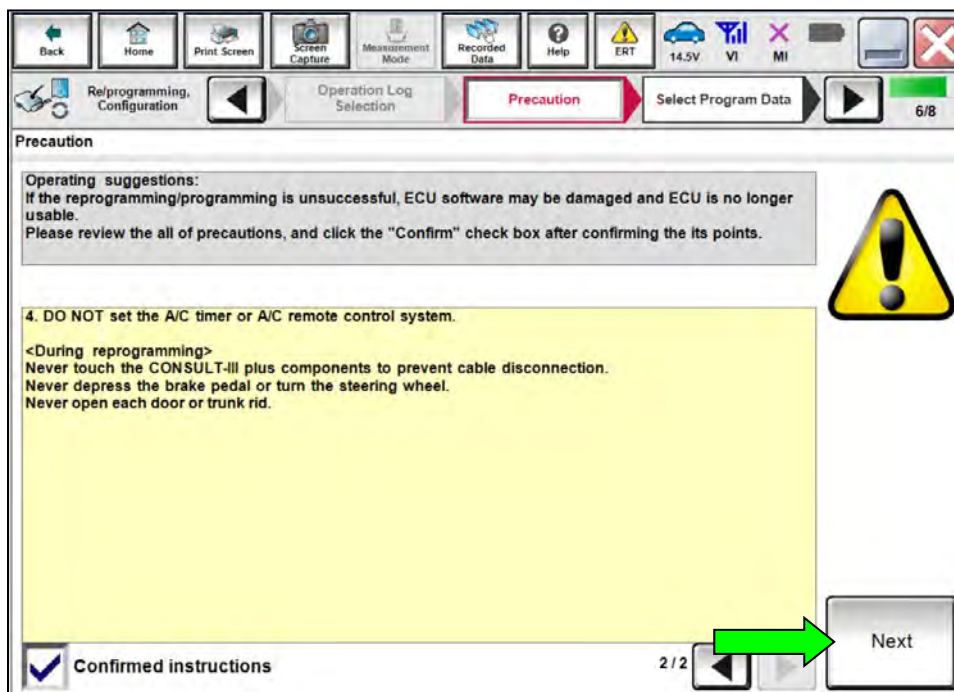 Back
Home
Print Screen
Screen
Capture
Measurement
Mode
Recorded
Data
Help
ERT
14.5V
VI
MI
Re/programming,
Configuration
Operation Log
Selection
Precaution
Select Program Data
6/8
Precaution
Operating suggestions:
If the reprogramming/programming is unsuccessful, ECU software may be damaged and ECU is no longer
usable.
Please review the all of precautions, and click the "Confirm" check box after confirming the its points.
4. DO NOT set the A/C timer or A/C remote control system.
<During reprogramming>
Never touch the CONSULT-III plus components to prevent cable disconnection.
Never depress the brake pedal or turn the steering wheel.
Never open each door or trunk rid.
Confirmed instructions
2/2
Next